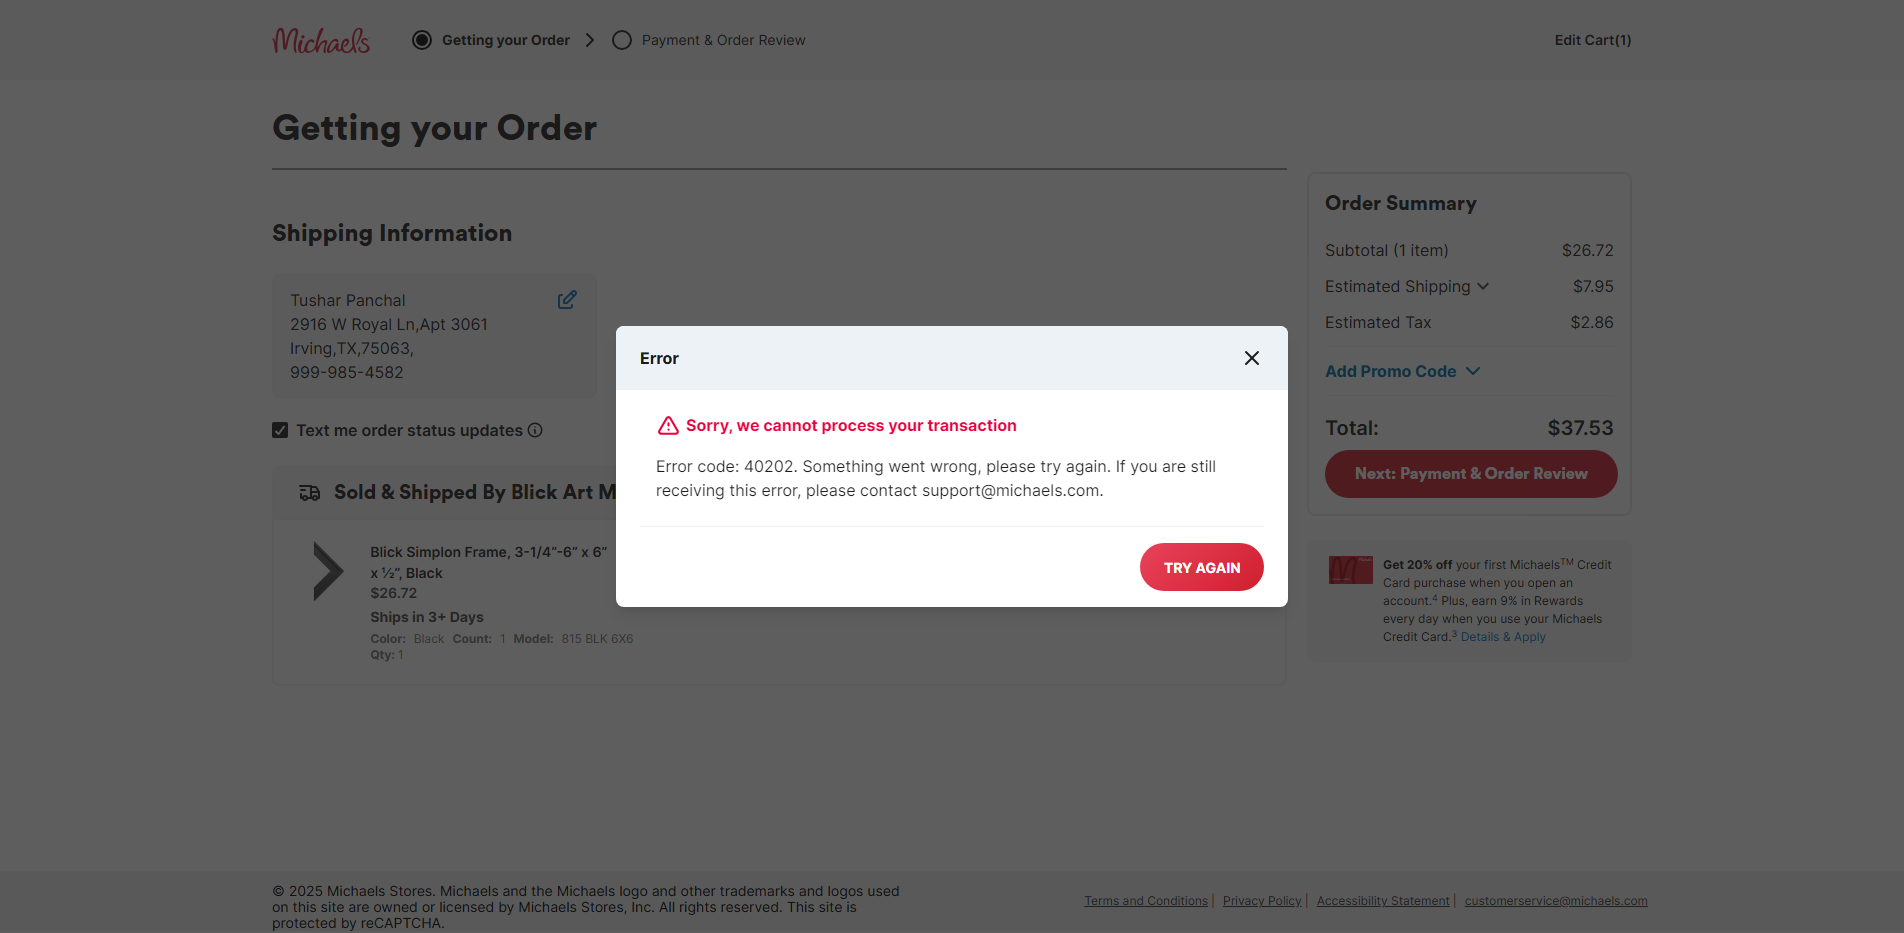 Michaels
Getting your Order
Payment & Order Review
Edit Cart(1)
Getting your Order
Shipping Information
Tushar Panchal
2916 W Royal Ln,Apt 3061
Irving,TX,75063,
999-985-4582
Text me order status updates
Sold & Shipped By Blick Art M
Blick Simplon Frame, 3-1/4”-6” x 6”
x ½”, Black
$26.72
Ships in 3+ Days
Color: Black Count: 1 Model: 815 BLK 6X6
Qty: 1
Error
Sorry, we cannot process your transaction
Error code: 40202. Something went wrong, please try again. If you are still
receiving this error, please contact support@michaels.com.
TRY AGAIN
Order Summary
Subtotal (1 item) $26.72
Estimated Shipping $7.95
Estimated Tax $2.86
Add Promo Code
Total: $37.53
Next: Payment & Order Review
Get 20% off your first Michaels™ Credit
Card purchase when you open an
account.⁴ Plus, earn 9% in Rewards
every day when you use your Michaels
Credit Card.³ Details & Apply
© 2025 Michaels Stores. Michaels and the Michaels logo and other trademarks and logos used
on this site are owned or licensed by Michaels Stores, Inc. All rights reserved. This site is
protected by reCAPTCHA.
Terms and Conditions | Privacy Policy | Accessibility Statement | customerservice@michaels.com